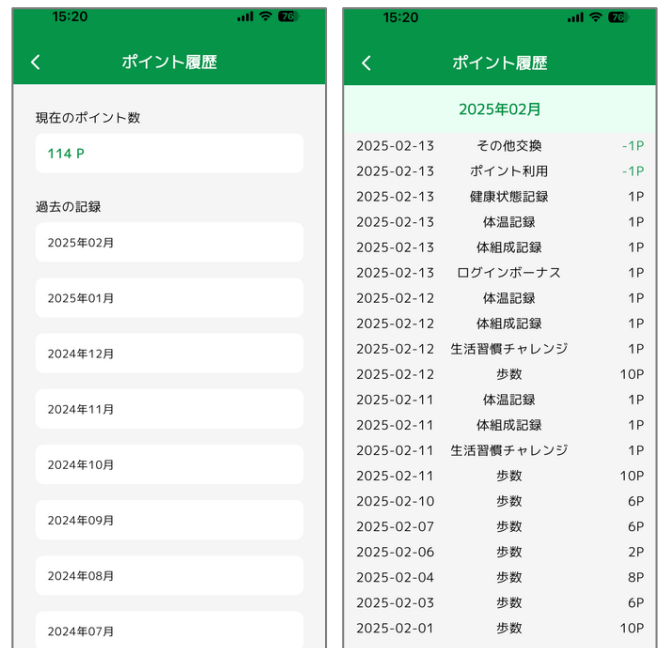 15:20
76
ポイント履歴
現在のポイント数
114 P
過去の記録
2025年02月
2025年01月
2024年12月
2024年11月
2024年10月
2024年09月
2024年08月
2024年07月
15:20
76
ポイント履歴
2025年02月
2025-02-13 その他交換 -1P
2025-02-13 ポイント利用 -1P
2025-02-13 健康状態記録 1P
2025-02-13 体温記録 1P
2025-02-13 体組成記録 1P
2025-02-13 ログインボーナス 1P
2025-02-12 体温記録 1P
2025-02-12 体組成記録 1P
2025-02-12 生活習慣チャレンジ 1P
2025-02-12 歩数 10P
2025-02-11 体温記録 1P
2025-02-11 体組成記録 1P
2025-02-11 生活習慣チャレンジ 1P
2025-02-11 歩数 10P
2025-02-10 歩数 6P
2025-02-07 歩数 6P
2025-02-06 歩数 2P
2025-02-04 歩数 8P
2025-02-03 歩数 6P
2025-02-01 歩数 10P